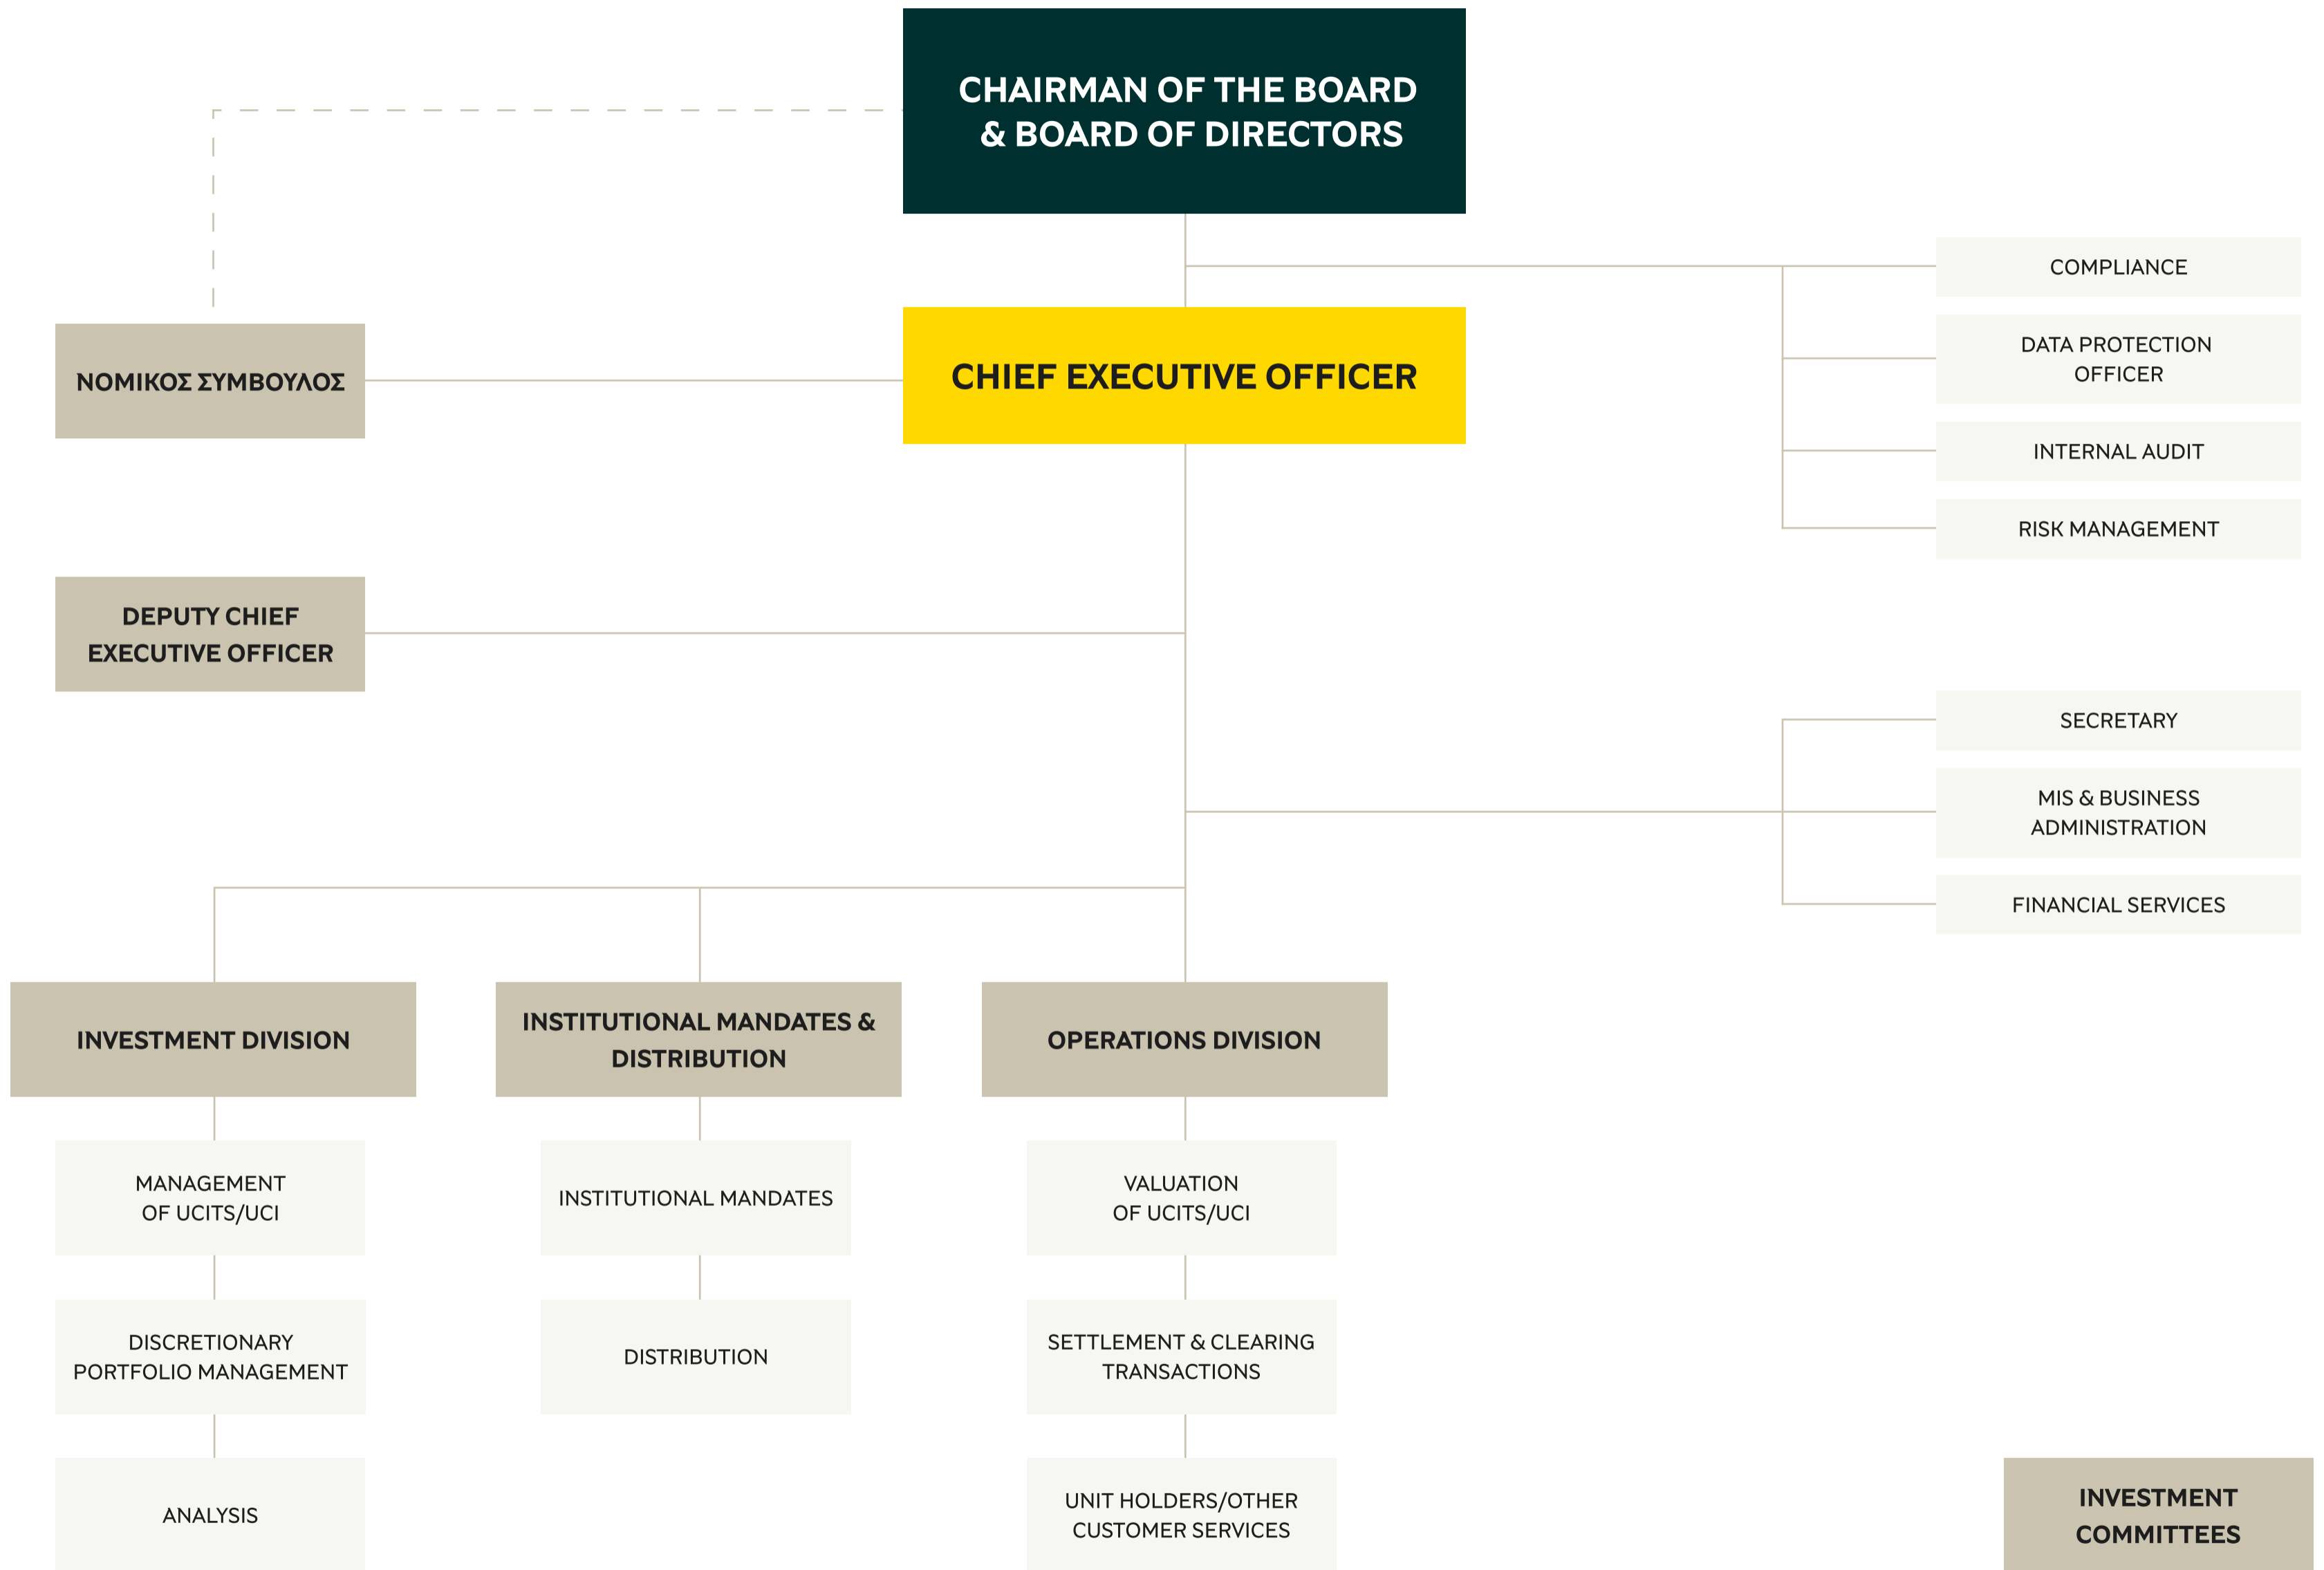 CHAIRMAN OF THE BOARD
& BOARD OF DIRECTORS
COMPLIANCE
CHIEF EXECUTIVE OFFICER
ΝΟΜΙΚΟΣ ΣΥΜΒΟΥΛΟΣ
DATA PROTECTION
OFFICER
INTERNAL AUDIT
RISK MANAGEMENT
DEPUTY CHIEF
EXECUTIVE OFFICER
SECRETARY
MIS & BUSINESS
ADMINISTRATION
FINANCIAL SERVICES
INVESTMENT DIVISION
INSTITUTIONAL MANDATES &
DISTRIBUTION
OPERATIONS DIVISION
MANAGEMENT
OF UCITS/UCI
INSTITUTIONAL MANDATES
VALUATION
OF UCITS/UCI
DISCRETIONARY
PORTFOLIO MANAGEMENT
DISTRIBUTION
SETTLEMENT & CLEARING
TRANSACTIONS
ANALYSIS
UNIT HOLDERS/OTHER
CUSTOMER SERVICES
INVESTMENT
COMMITTEES